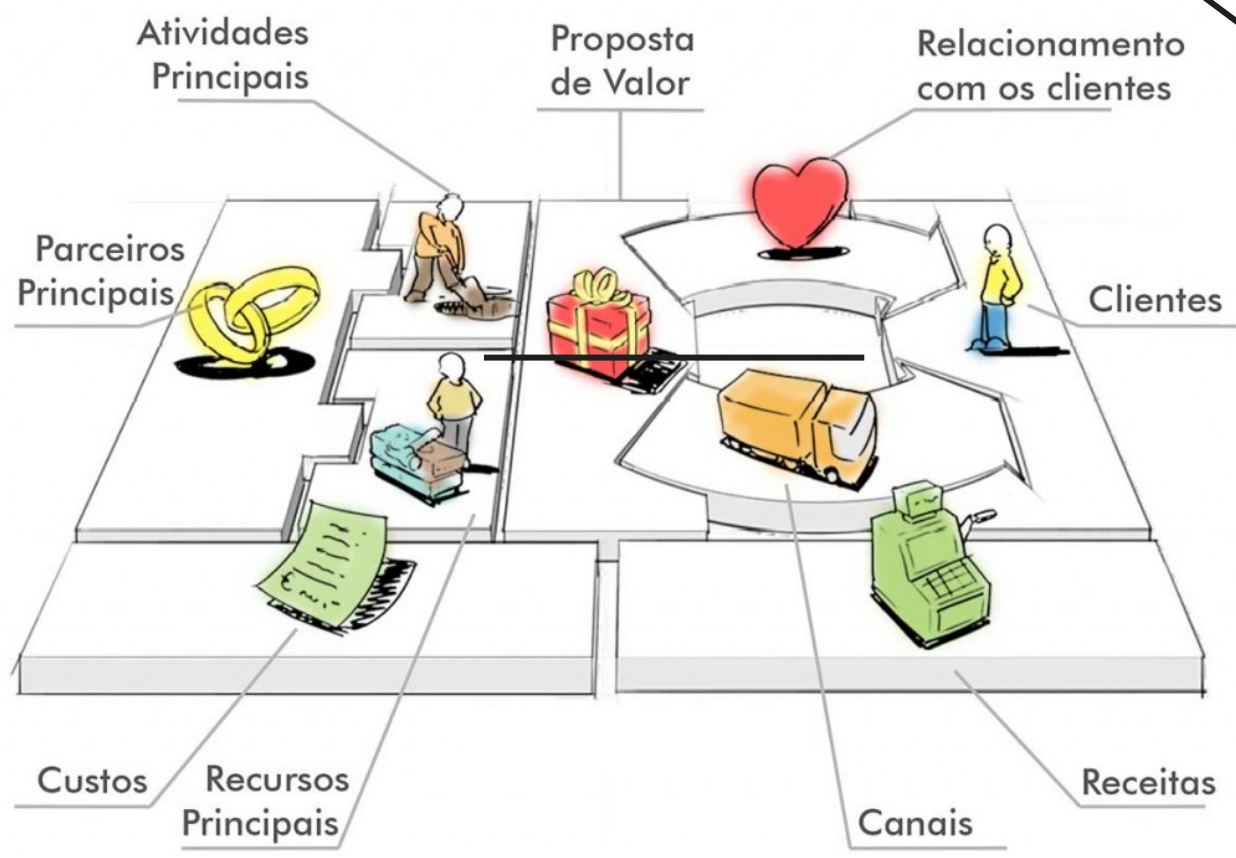 Atividades
Principais
Proposta
de Valor
Relacionamento
com os clientes
Parceiros
Principais
Clientes
Custos
Recursos
Principais
Canais
Receitas